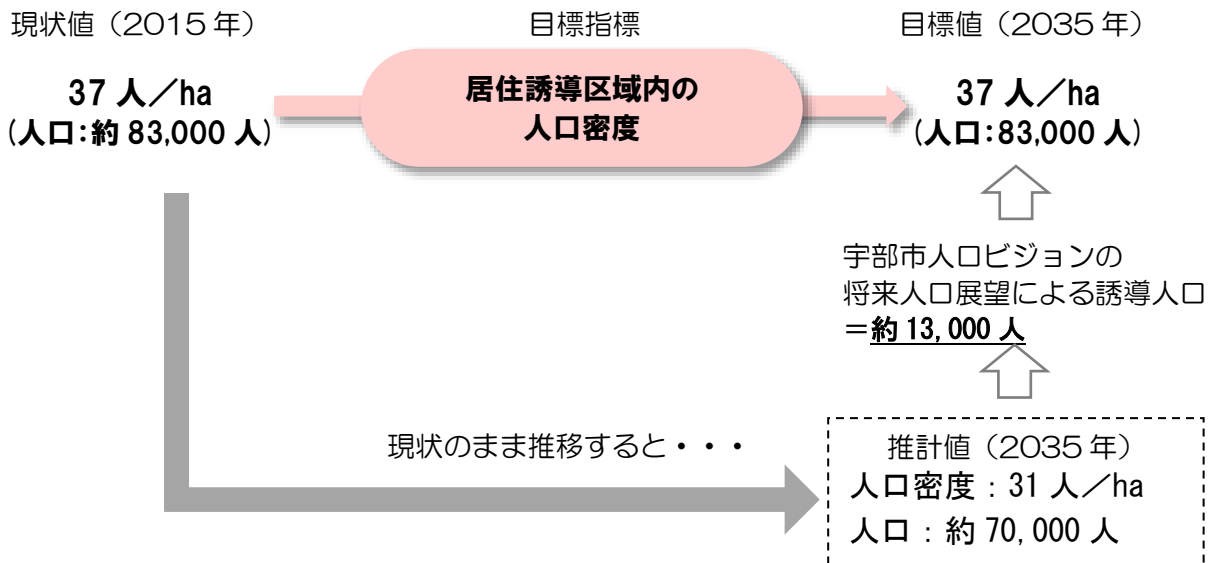 現状値（2015年）
目標指標
目標値（2035年）
37人／ha
（人口：約83,000人）
居住誘導区域内の
人口密度
37人／ha
（人口：83,000人）
宇部市人口ビジョンの
将来人口展望による誘導人口
＝約13,000人
現状のまま推移すると・・・
推計値（2035年）
人口密度：31人／ha
人口：約70,000人